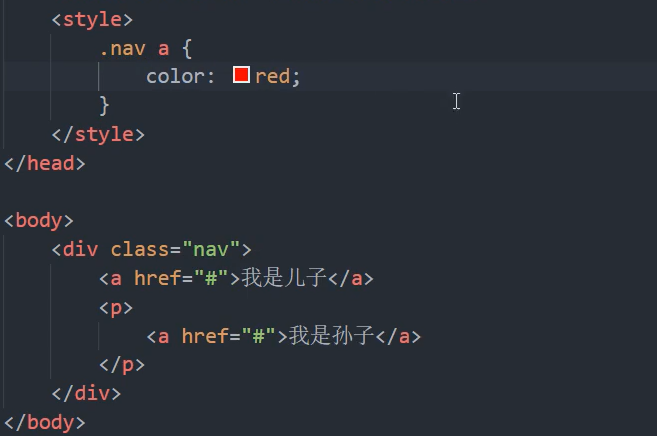 <style>
.nav a {
color: red;
}
</style>
</head>
<body>
<div class="nav">
<a href="#">我是儿子</a>
<p>
<a href="#">我是孙子</a>
</p>
</div>
</body>